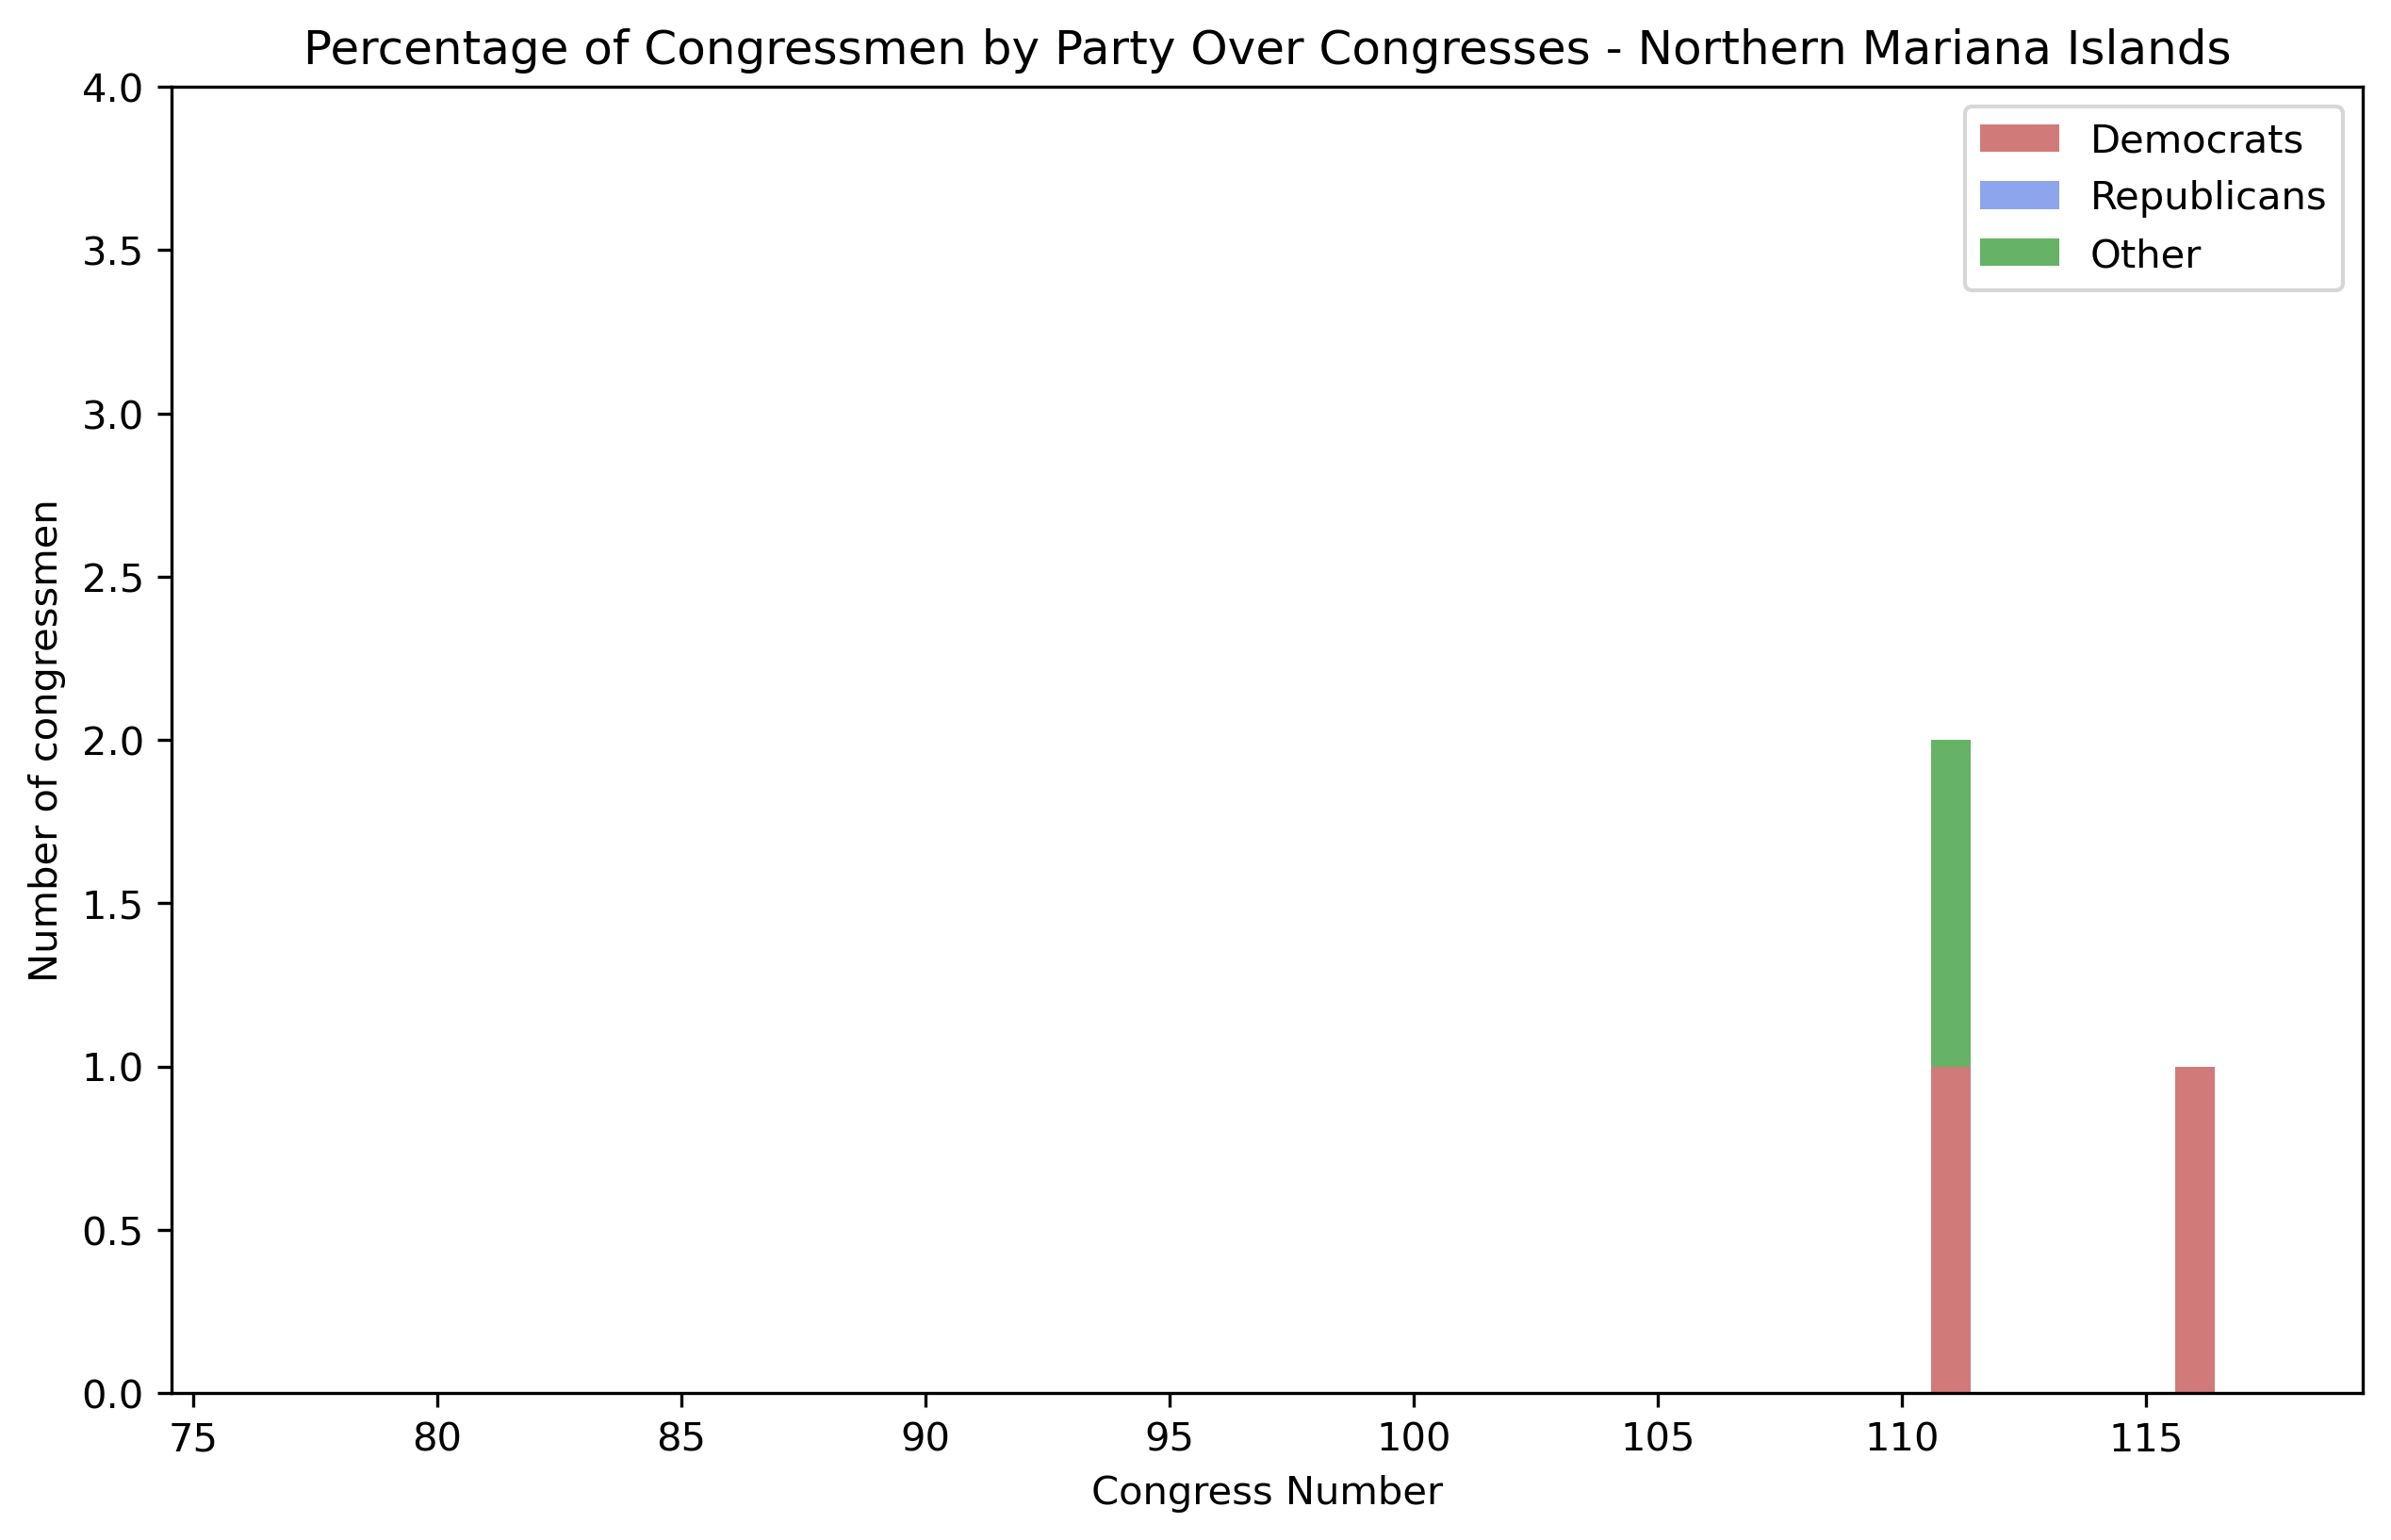 Percentage of Congressmen by Party Over Congresses - Northern Mariana Islands
4.0
3.5
3.0
2.5
2.0
1.5
1.0
0.5
0.0
Number of congressmen
Democrats
Republicans
Other
75 80 85 90 95 100 105 110 115
Congress Number